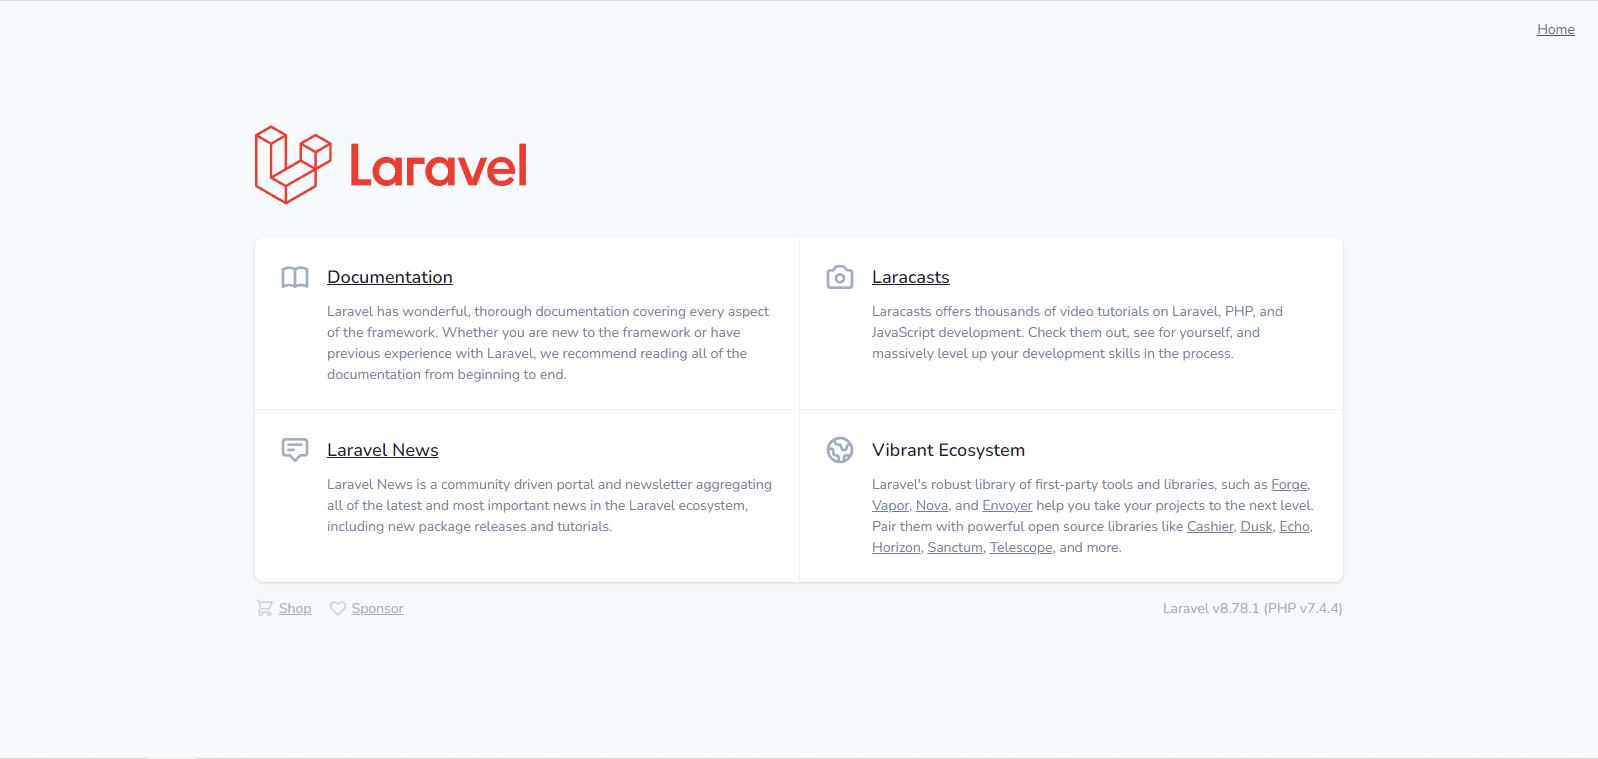 Home
Laravel
Documentation
Laravel has wonderful, thorough documentation covering every aspect
of the framework. Whether you are new to the framework or have
previous experience with Laravel, we recommend reading all of the
documentation from beginning to end.
Laracasts
Laracasts offers thousands of video tutorials on Laravel, PHP, and
JavaScript development. Check them out, see for yourself, and
massively level up your development skills in the process.
Laravel News
Laravel News is a community driven portal and newsletter aggregating
all of the latest and most important news in the Laravel ecosystem,
including new package releases and tutorials.
Vibrant Ecosystem
Laravel's robust library of first-party tools and libraries, such as Forge,
Vapor, Nova, and Envoyer help you take your projects to the next level.
Pair them with powerful open source libraries like Cashier, Dusk, Echo,
Horizon, Sanctum, Telescope, and more.
Shop
Sponsor
Laravel v8.78.1 (PHP v7.4.4)